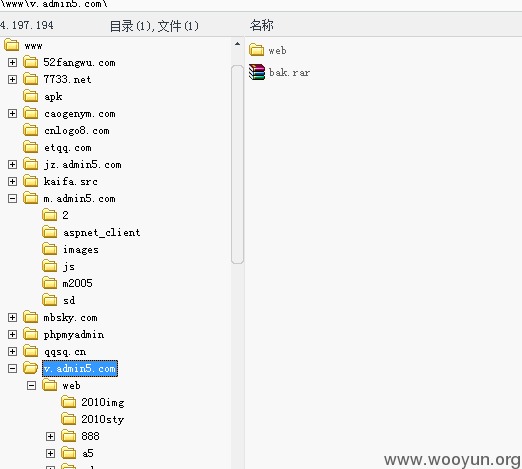 \www\v.admin5.com\
4.197.194 目录(1),文件(1)
www
52fangwu.com
7733.net
apk
caogenym.com
cnlogo8.com
etqq.com
jz.admin5.com
kaifa.src
m.admin5.com
2
aspnet_client
images
js
m2005
sd
mbsky.com
phpmyadmin
qqsq.cn
v.admin5.com
web
2010img
2010sty
888
a5
名称
web
bak.rar
www.wooyun.org